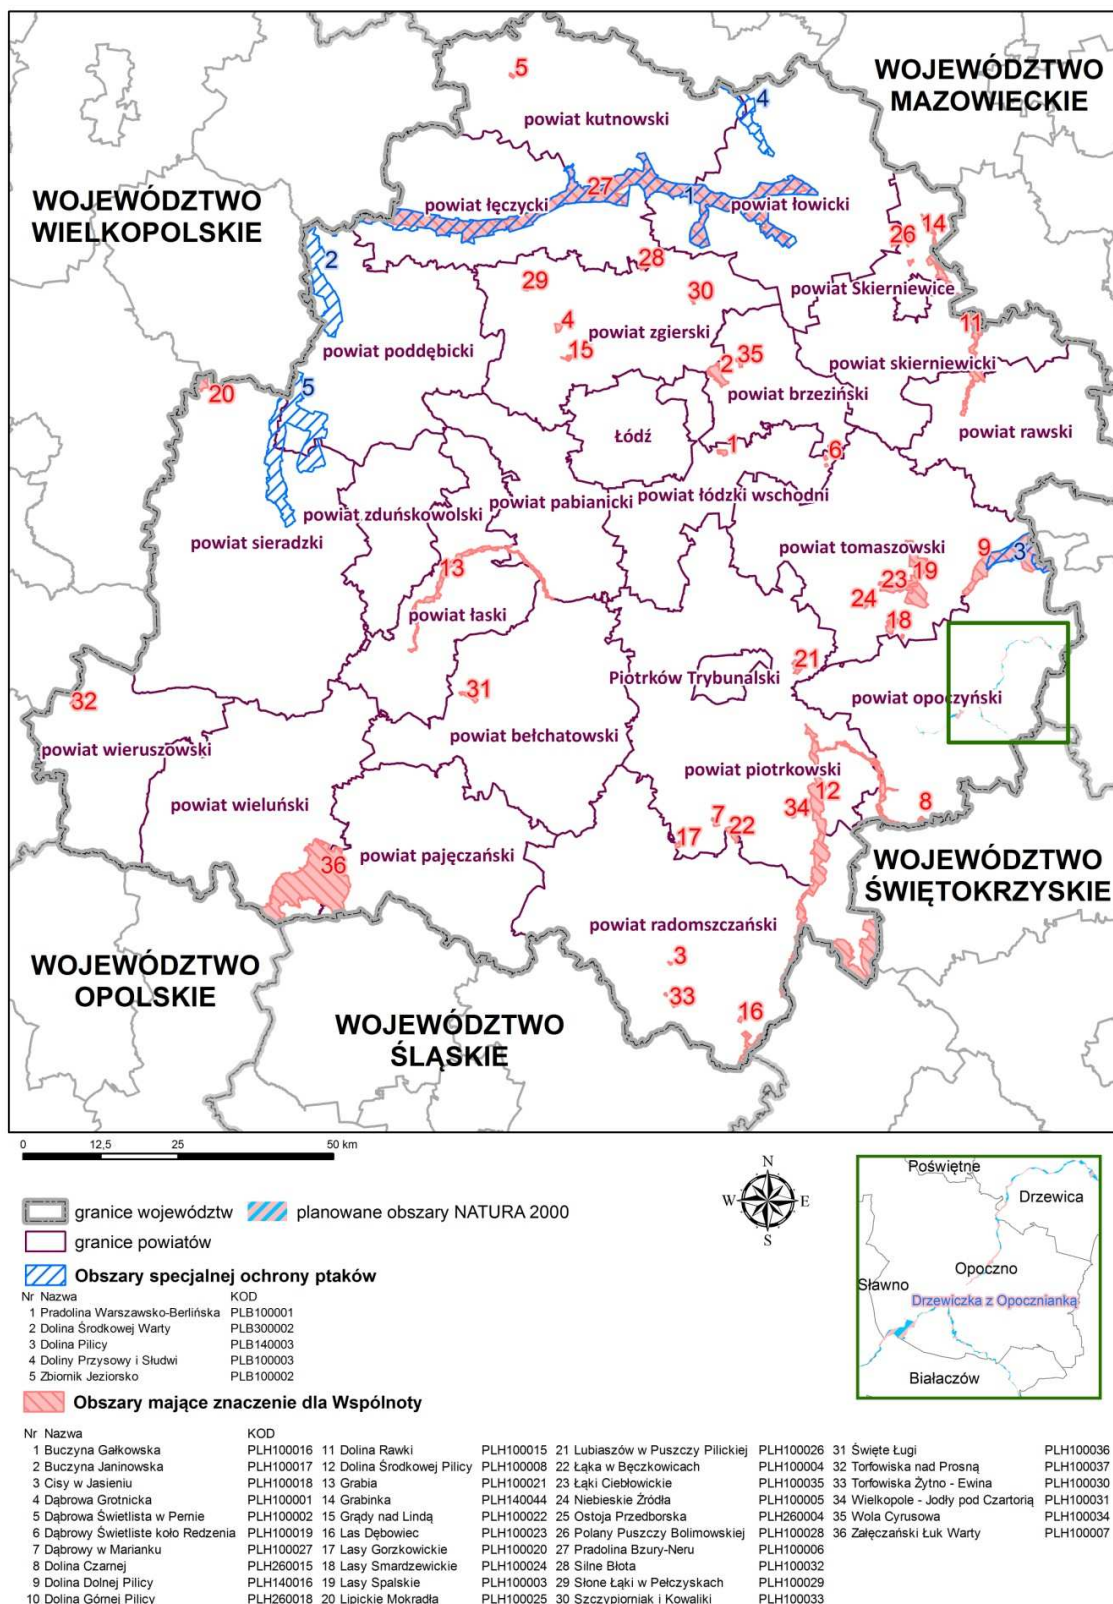 WOJEWÓDZTWO
MAZOWIECKIE
5
4
powiat kutnowski
WOJEWÓDZTWO
WIELKOPOLSKIE
27
1
powiat łęczycki
powiat łowicki
14
26
2
28
29
30
powiat Skierniewice
11
4
powiat zgierski
15
powiat poddębicki
35
2
powiat skierniewicki
20
5
powiat brzeziński
Łódź
1
6
powiat rawski
powiat zduńskowolski
powiat pabianicki
powiat łódzki wschodni
powiat sieradzki
powiat tomaszowski
9
3
13
23
19
24
powiat łaski
18
21
Piotrków Trybunalski
31
32
powiat opoczyński
powiat wieruszowski
powiat bełchatowski
powiat piotrkowski
12
34
8
powiat wieluński
7
22
17
36
powiat pajęczański
WOJEWÓDZTWO
ŚWIĘTOKRZYSKIE
powiat radomszczański
3
33
16
WOJEWÓDZTWO
OPOLSKIE
WOJEWÓDZTWO
ŚLĄSKIE
0 12,5 25 50 km
N
W E
S
Poświętne
Drzewica
Opoczno
Sławno
Drzewiczka z Opocznianką
Białaczów
granice województw planowane obszary NATURA 2000
granice powiatów
Obszary specjalnej ochrony ptaków
Nr Nazwa KOD
1 Pradolina Warszawsko-Berlińska PLB100001
2 Dolina Środkowej Warty PLB300002
3 Dolina Pilicy PLB140003
4 Doliny Przysowy i Słudwi PLB100003
5 Zbiornik Jeziorsko PLB100002
Obszary mające znaczenie dla Wspólnoty
Nr Nazwa KOD
1 Buczyna Gałkowska PLH100016 11 Dolina Rawki PLH100015 21 Lubiaszów w Puszczy Pilickiej PLH100026 31 Święte Ługi PLH100036
2 Buczyna Janinowska PLH100017 12 Dolina Środkowej Pilicy PLH100008 22 Łąka w Bęczkowicach PLH100004 32 Torfowiska nad Prosną PLH100037
3 Cisy w Jasieniu PLH100018 13 Grabia PLH100021 23 Łąki Ciebłowickie PLH100035 33 Torfowiska Żytno - Ewina PLH100030
4 Dąbrowa Grotnicka PLH100001 14 Grabinka PLH140044 24 Niebieskie Źródła PLH100005 34 Wielkopole - Jodły pod Czartorią PLH100031
5 Dąbrowa Świetlista w Pernie PLH100002 15 Grądy nad Lindą PLH100022 25 Ostoja Przedborska PLH260004 35 Wola Cyrusowa PLH100034
6 Dąbrowy Świetliste koło Redzenia PLH100019 16 Las Dębowiec PLH100023 26 Polany Puszczy Bolimowskiej PLH100028 36 Załęczański Łuk Warty PLH100007
7 Dąbrowy w Marianku PLH100027 17 Lasy Gorzkowickie PLH100020 27 Pradolina Bzury-Neru PLH100006
8 Dolina Czarnej PLH260015 18 Lasy Smardzewickie PLH100024 28 Silne Błota PLH100032
9 Dolina Dolnej Pilicy PLH140016 19 Lasy Spalskie PLH100003 29 Słone Łąki w Pełczyskach PLH100029
10 Dolina Górnej Pilicy PLH260018 20 Lipickie Mokradła PLH100025 30 Szczypiorniak i Kowaliki PLH100033